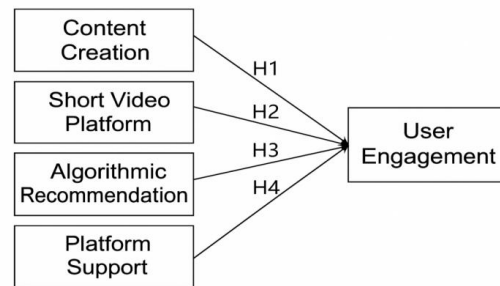 Content
Creation
H1
Short Video
Platform
H2
User
Engagement
Algorithmic
Recommendation
H3
H4
Platform
Support